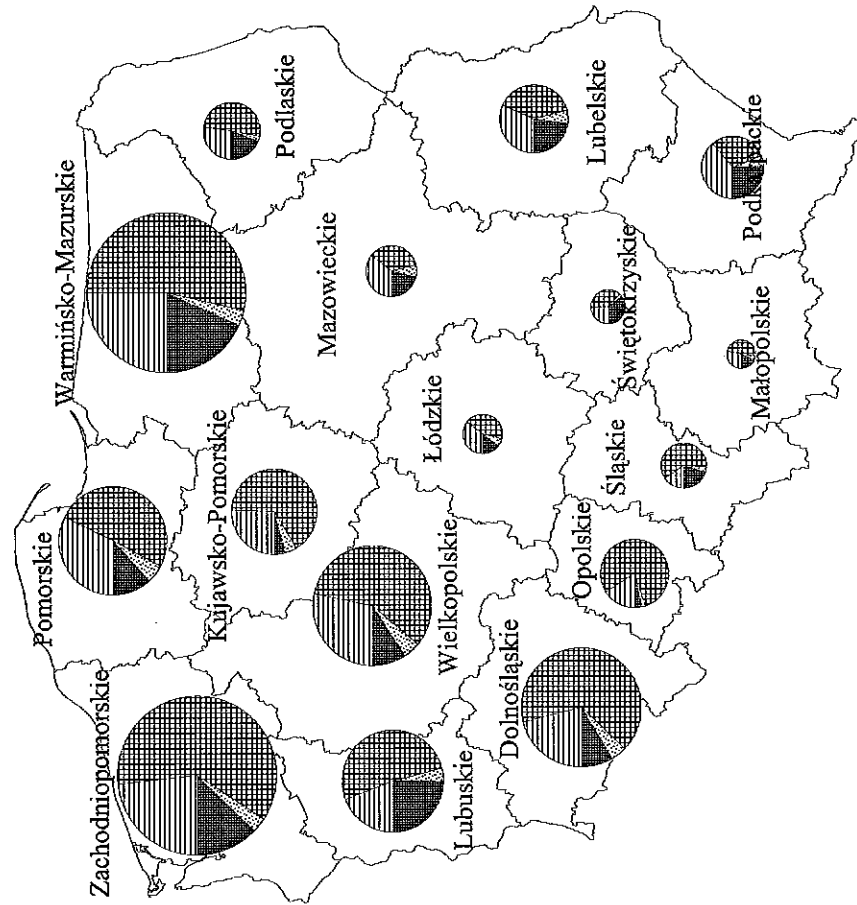 Zachodniopomorskie
Pomorskie
Warmińsko-Mazurskie
Podlaskie
Kujawsko-Pomorskie
Mazowieckie
Lubuskie
Wielkopolskie
Łódzkie
Lubelskie
Dolnośląskie
Opolskie
Śląskie
Świętokrzyskie
Małopolskie
Podkarpackie